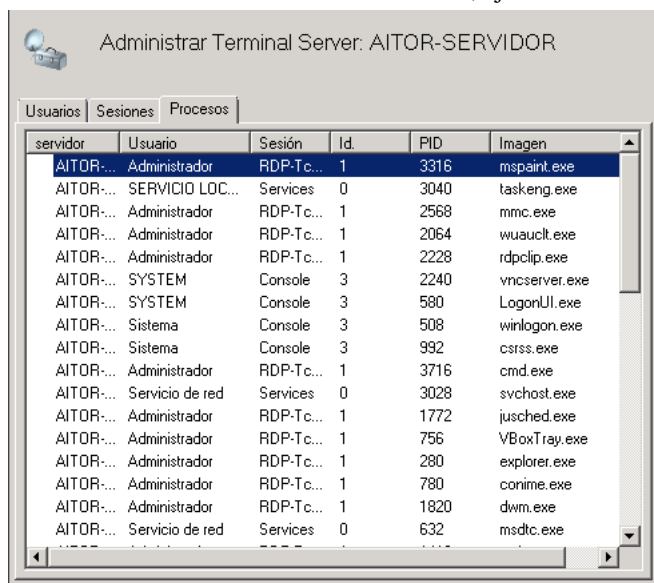 Administrar Terminal Server: AITOR-SERVIDOR
Usuarios Sesiones Procesos
servidor Usuario Sesión Id. PID Imagen
AITOR-... Administrador RDP-Tc... 1 3316 mspaint.exe
AITOR-... SERVICIO LOC... Services 0 3040 taskeng.exe
AITOR-... Administrador RDP-Tc... 1 2568 mmc.exe
AITOR-... Administrador RDP-Tc... 1 2064 wuauclt.exe
AITOR-... Administrador RDP-Tc... 1 2228 rdpclip.exe
AITOR-... SYSTEM Console 3 2240 vncserver.exe
AITOR-... SYSTEM Console 3 580 LogonUI.exe
AITOR-... Sistema Console 3 508 winlogon.exe
AITOR-... Sistema Console 3 992 csrss.exe
AITOR-... Administrador RDP-Tc... 1 3716 cmd.exe
AITOR-... Servicio de red Services 0 3028 svchost.exe
AITOR-... Administrador RDP-Tc... 1 1772 jusched.exe
AITOR-... Administrador RDP-Tc... 1 756 VBoxTray.exe
AITOR-... Administrador RDP-Tc... 1 280 explorer.exe
AITOR-... Administrador RDP-Tc... 1 780 conime.exe
AITOR-... Administrador RDP-Tc... 1 1820 dwm.exe
AITOR-... Servicio de red Services 0 632 msdtc.exe